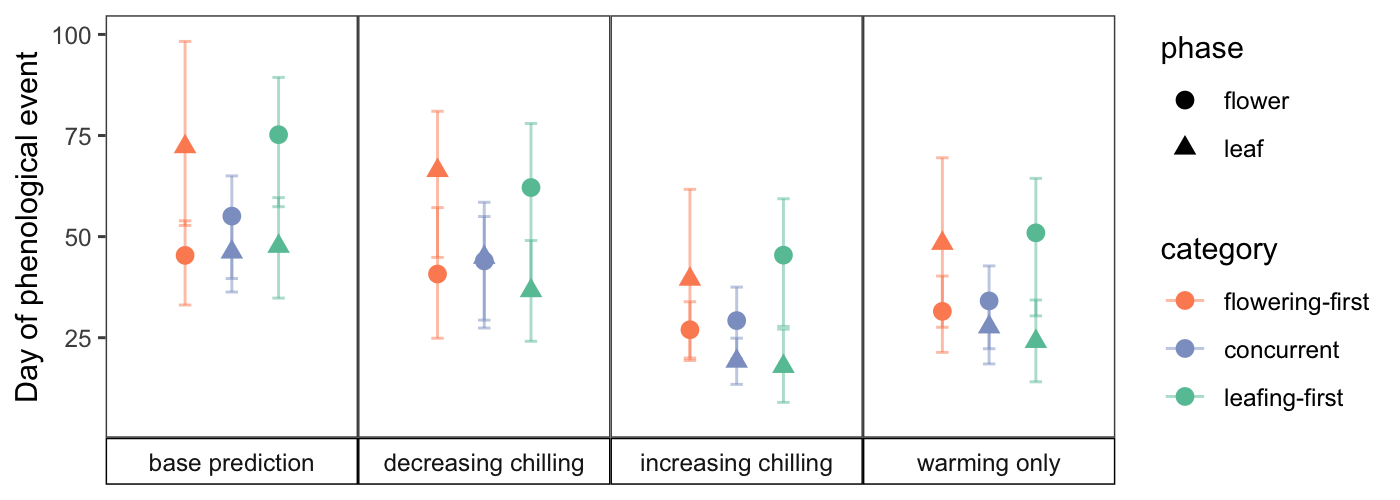 Day of phenological event
100
75
50
25
base prediction
decreasing chilling
increasing chilling
warming only
phase
flower
leaf
category
flowering-first
concurrent
leafing-first